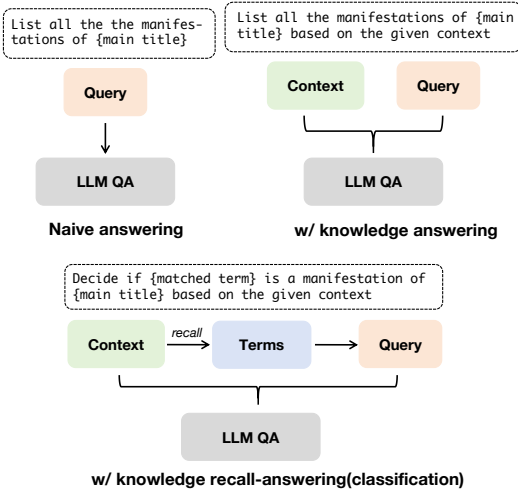 List all the the manifes-
tations of {main title}
Query
LLM QA
Naive answering
List all the manifestations of {main
title} based on the given context
Context
Query
LLM QA
w/ knowledge answering
Decide if {matched term} is a manifestation of
{main title} based on the given context
Context
recall
Terms
Query
LLM QA
w/ knowledge recall-answering(classification)